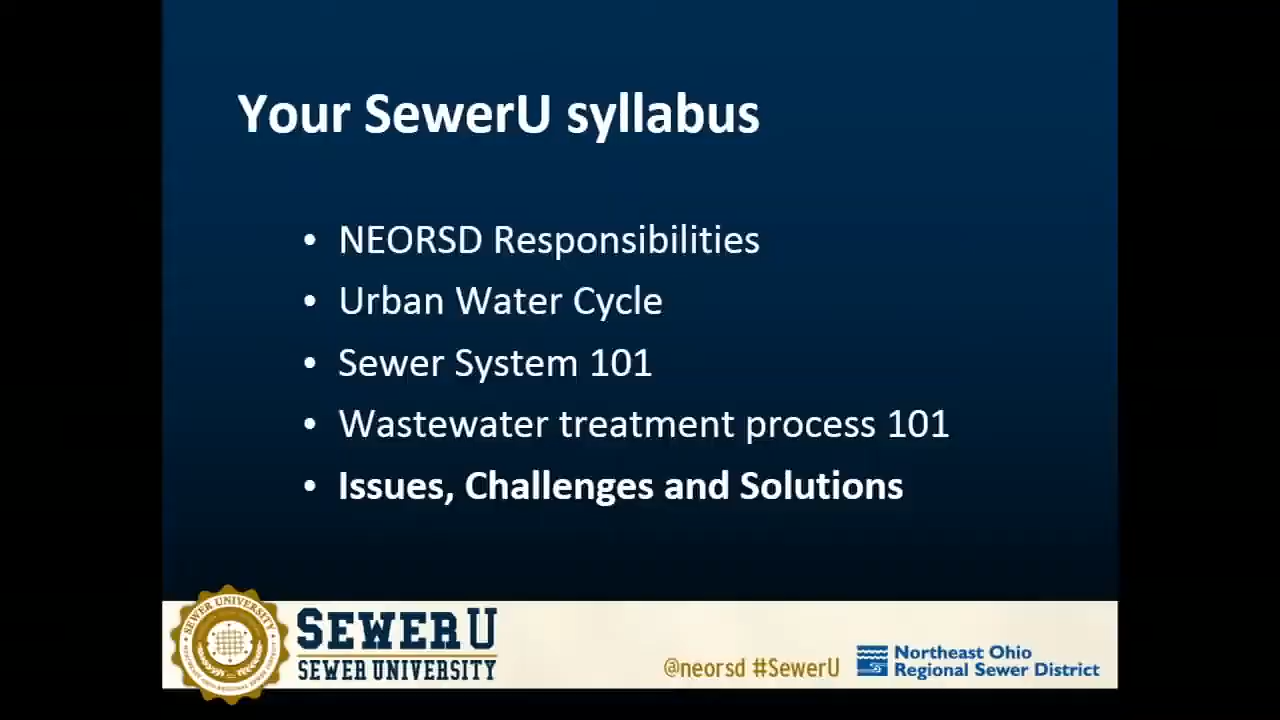 Your SewerU syllabus
• NEORSD Responsibilities
• Urban Water Cycle
• Sewer System 101
• Wastewater treatment process 101
• Issues, Challenges and Solutions
SEWER UNIVERSITY
SEWERU
SEWER UNIVERSITY
@neorsd #SewerU
Northeast Ohio
Regional Sewer District